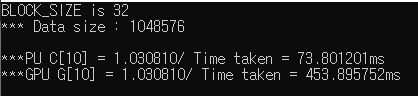 BLOCK_SIZE is 32
*** Data size : 1048576
***PU C[10] = 1.030810/ Time taken = 73.801201ms
***GPU G[10] = 1.030810/ Time taken = 453.895752ms